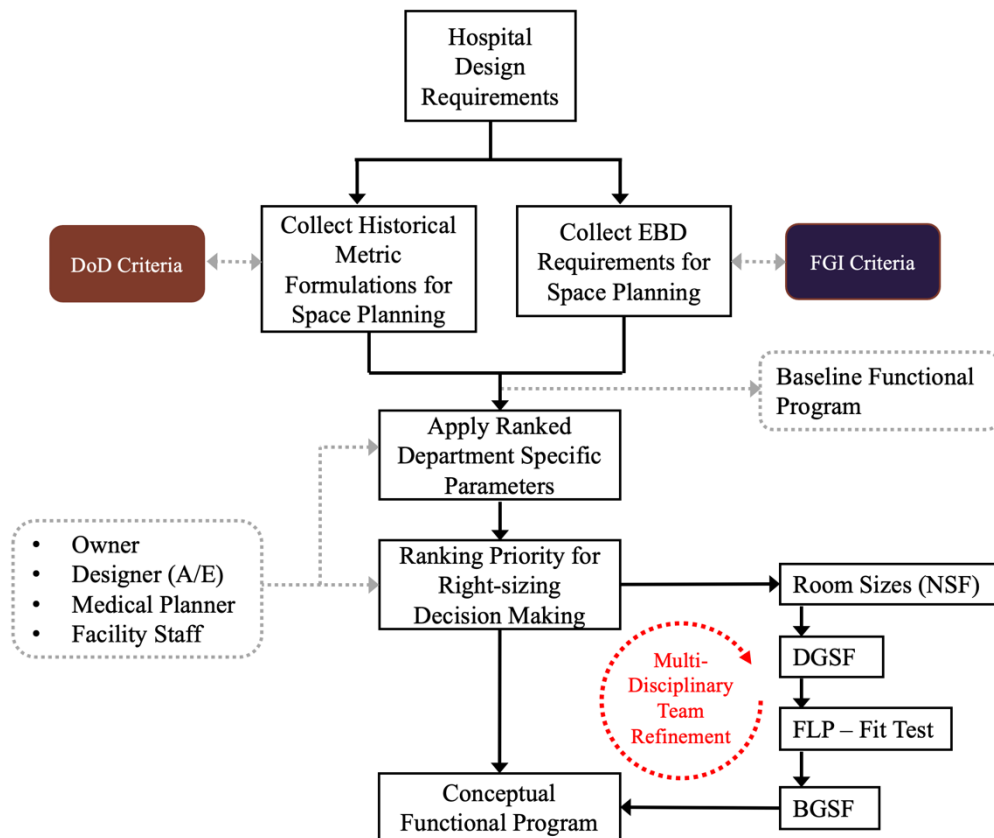 Hospital
Design
Requirements
DoD Criteria
Collect Historical
Metric
Formulations for
Space Planning
Collect EBD
Requirements for
Space Planning
FGI Criteria
Baseline Functional
Program
Apply Ranked
Department Specific
Parameters
• Owner
• Designer (A/E)
• Medical Planner
• Facility Staff
Ranking Priority for
Right-sizing
Decision Making
Room Sizes (NSF)
DGSF
Multi-
Disciplinary
Team
Refinement
FLP – Fit Test
BGSF
Conceptual
Functional Program